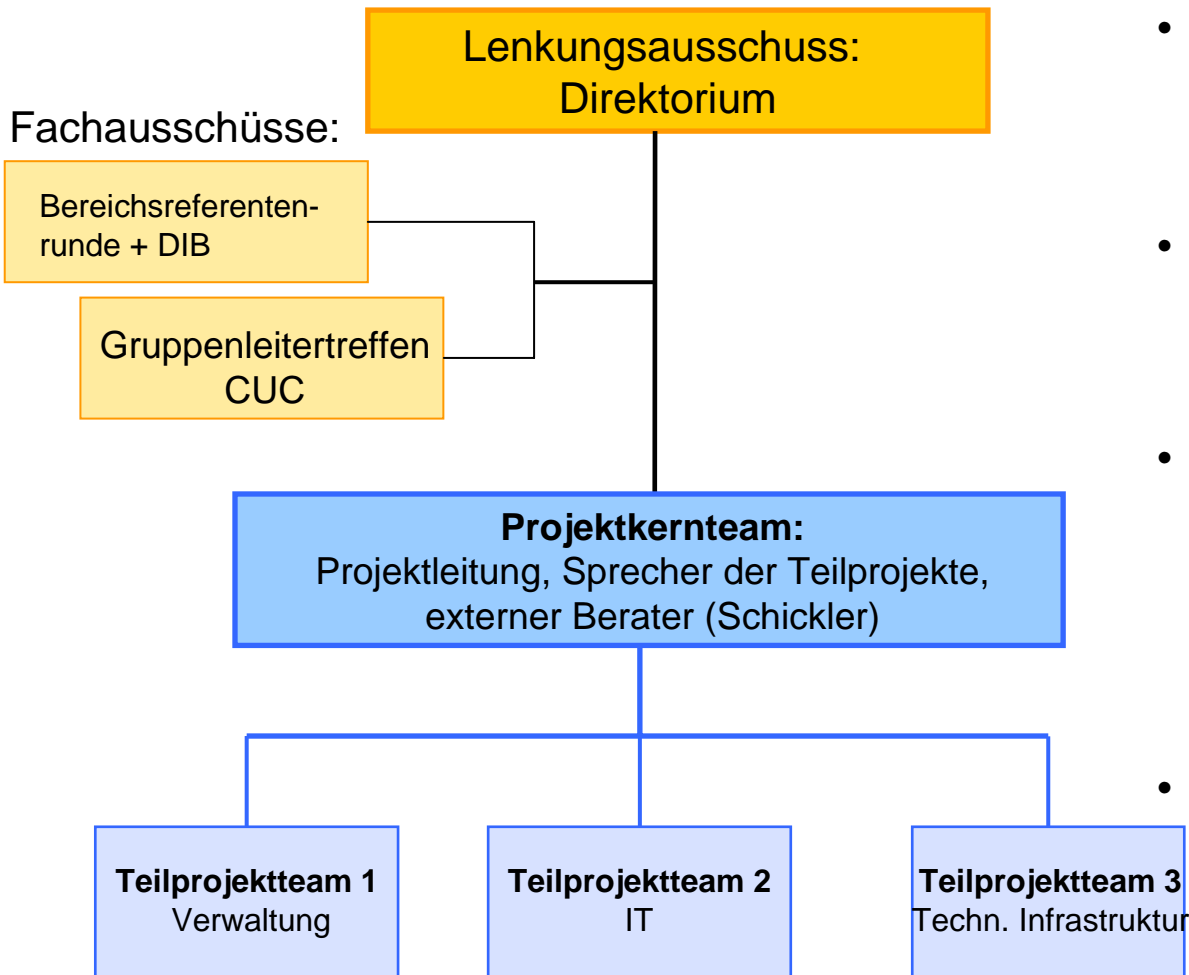 Lenkungsausschuss:
Direktorium
Fachausschüsse:
Bereichsreferenten-
runde + DIB
Gruppenleitertreffen
CUC
Projektkernteam:
Projektleitung, Sprecher der Teilprojekte,
externer Berater (Schickler)
Teilprojektteam 1
Verwaltung
Teilprojektteam 2
IT
Teilprojektteam 3
Techn. Infrastruktur